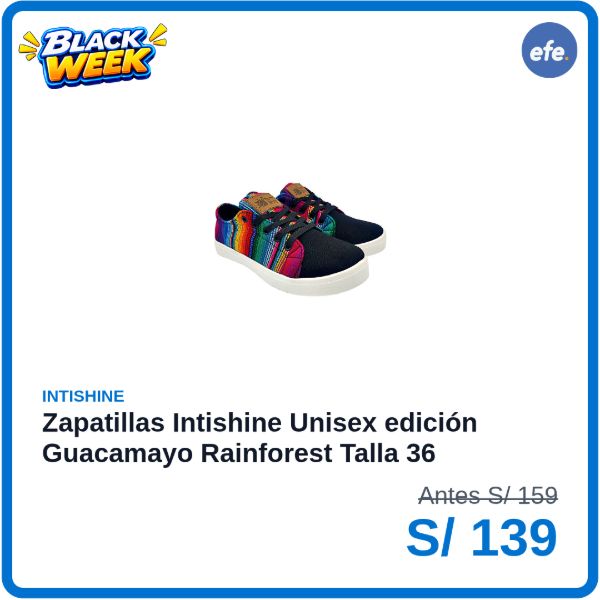 BLACK
WEEK
efe.
INTISHINE
Zapatillas Intishine Unisex edición
Guacamayo Rainforest Talla 36
Antes S/ 159
S/ 139